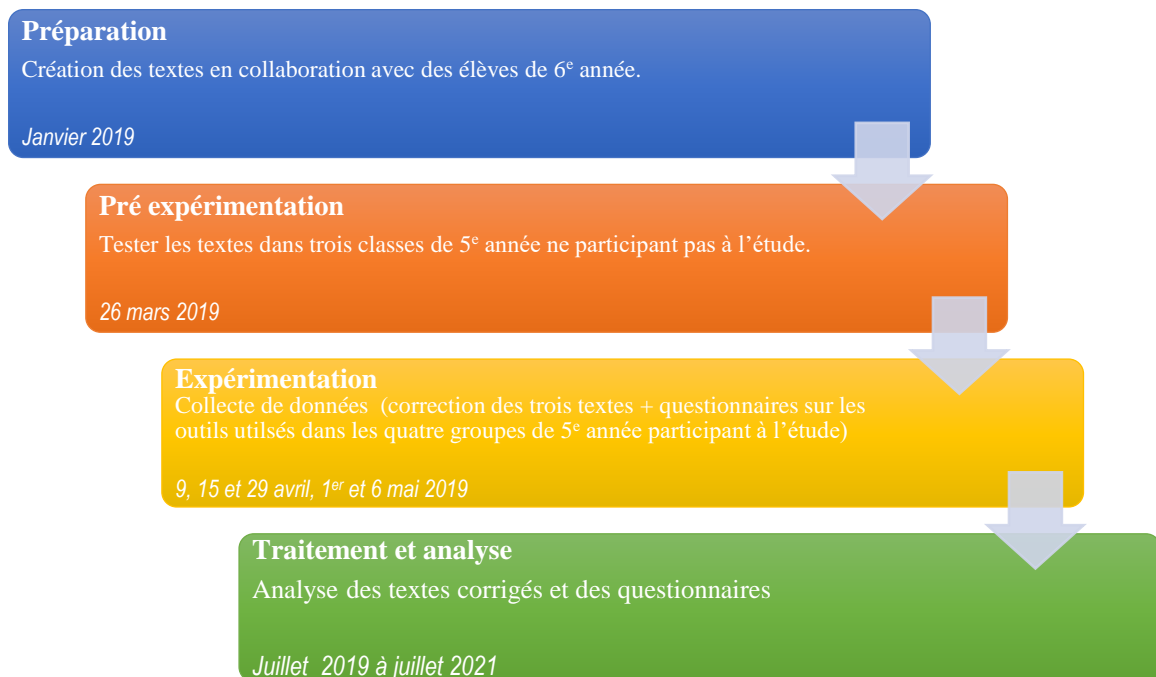 Préparation
Création des textes en collaboration avec des élèves de 6e année.
Janvier 2019
Pré expérimentation
Tester les textes dans trois classes de 5e année ne participant pas à l’étude.
26 mars 2019
Expérimentation
Collecte de données (correction des trois textes + questionnaires sur les
outils utilsés dans les quatre groupes de 5e année participant à l’étude)
9, 15 et 29 avril, 1er et 6 mai 2019
Traitement et analyse
Analyse des textes corrigés et des questionnaires
Juillet 2019 à juillet 2021